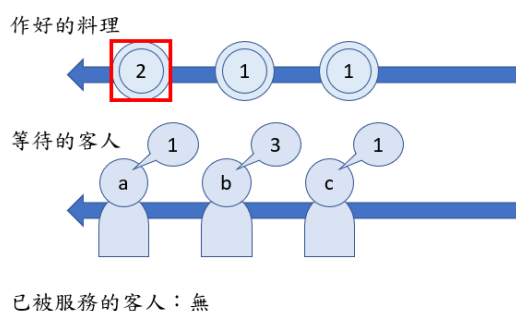 作好的料理
2 1 1
等待的客人
1 3 1
a b c
已被服務的客人：無